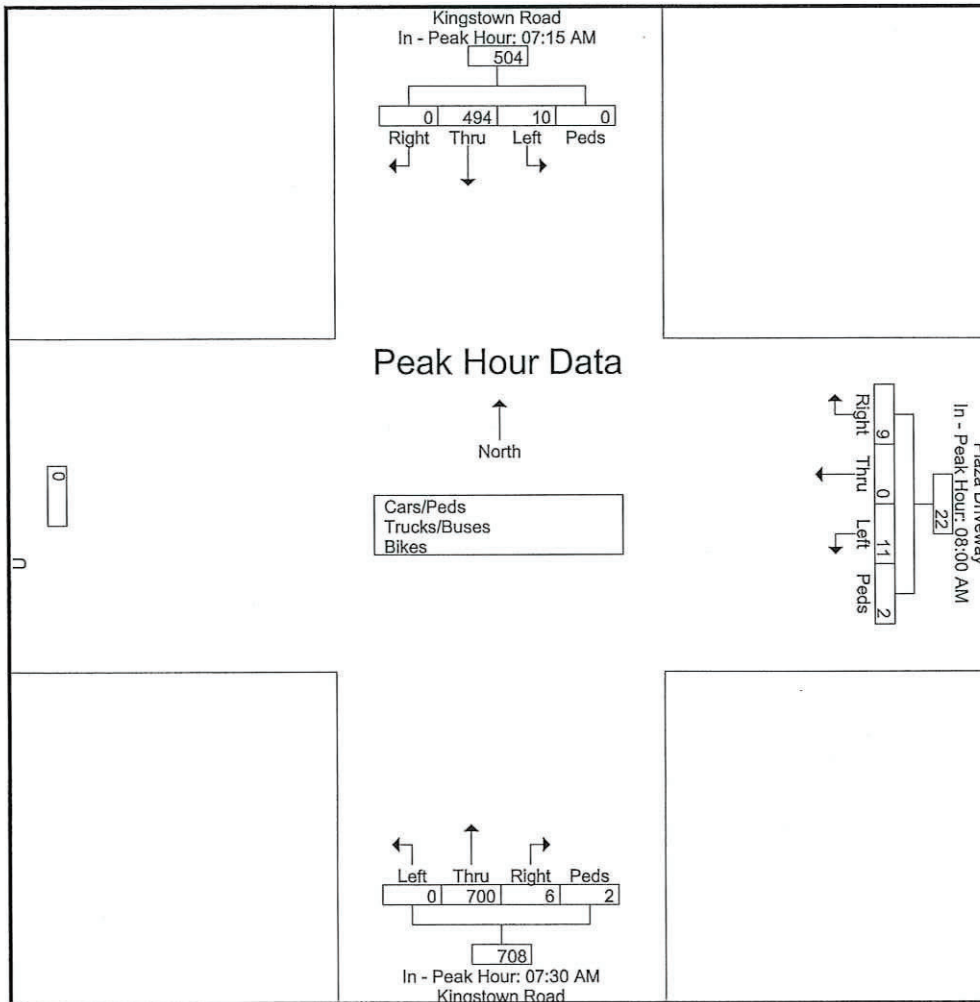 Kingstown Road
In - Peak Hour: 07:15 AM
504
0 494 10 0
Right Thru Left Peds
Peak Hour Data
North
Cars/Peds
Trucks/Buses
Bikes
Plaza Driveway
In - Peak Hour: 08:00 AM
22
9 0 11 2
Right Thru Left Peds
0
U
Left Thru Right Peds
0 700 6 2
708
In - Peak Hour: 07:30 AM
Kingstown Road